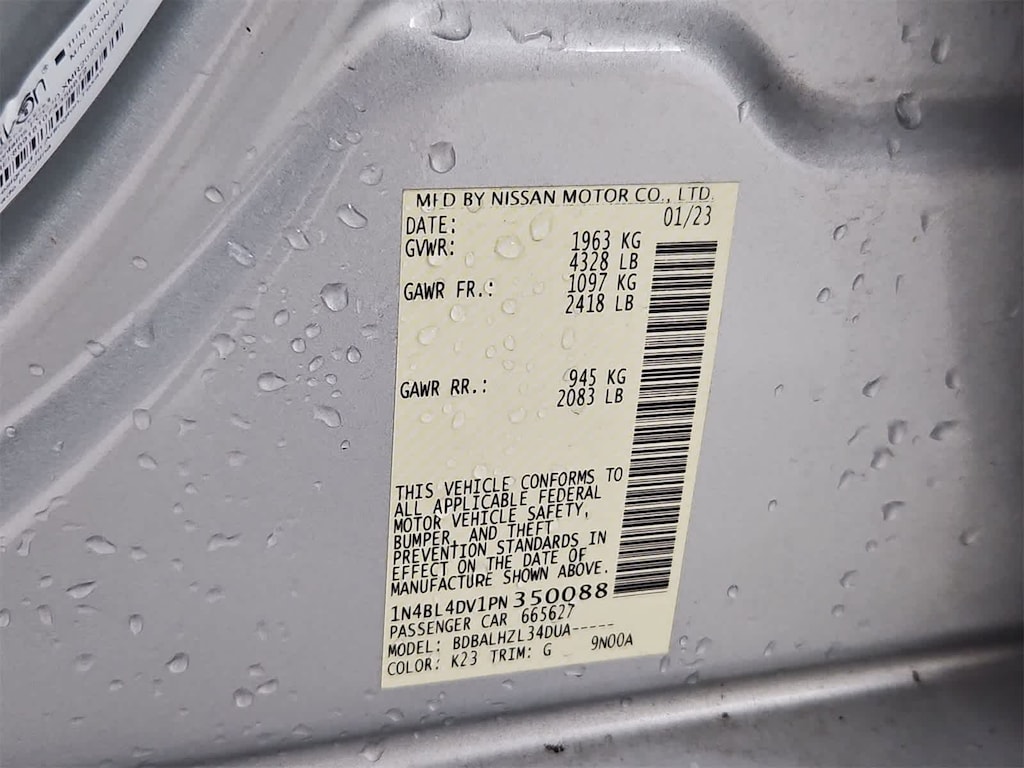 MFD BY NISSAN MOTOR CO., LTD.
DATE: 01/23
GVWR: 1963 KG
4328 LB
GAWR FR.: 1097 KG
2418 LB
GAWR RR.: 945 KG
2083 LB
THIS VEHICLE CONFORMS TO
ALL APPLICABLE FEDERAL
MOTOR VEHICLE SAFETY,
BUMPER, AND THEFT
PREVENTION STANDARDS IN
EFFECT ON THE DATE OF
MANUFACTURE SHOWN ABOVE.
1N4BL4DV1PN350088
PASSENGER CAR 665627
MODEL: BDBALHZL34DUA-----
COLOR: K23 TRIM: G 9N00A